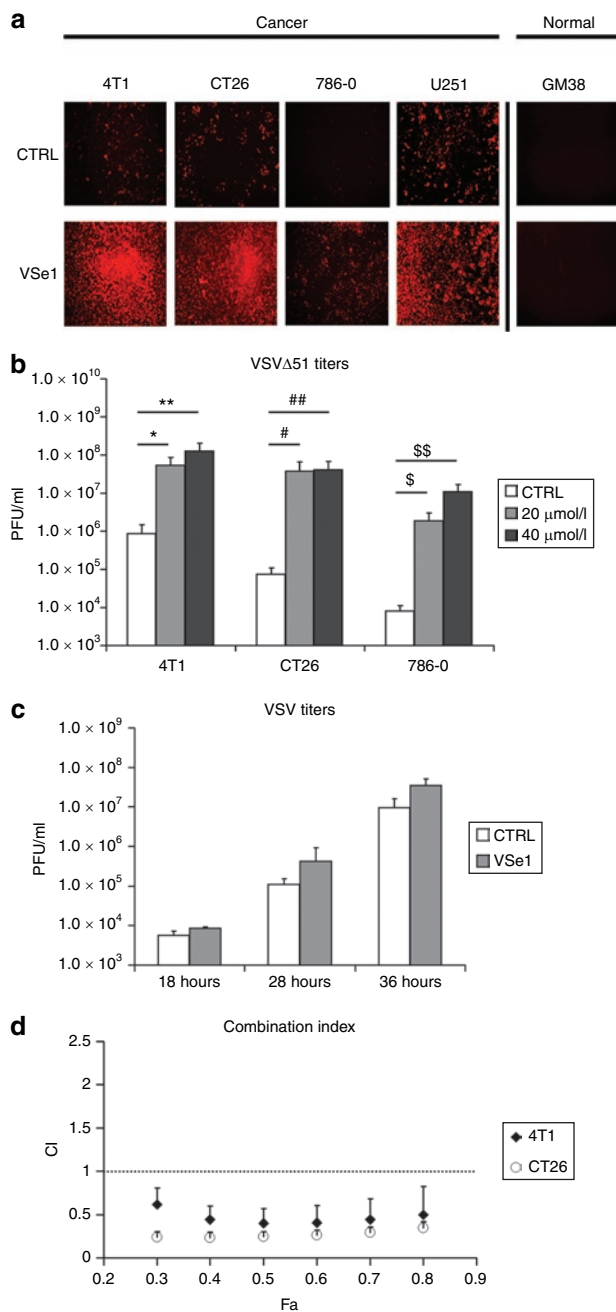 a
Cancer
Normal
4T1 CT26 786-0 U251 GM38
CTRL
VSe1
b
VSVΔ51 titers
1.0 × 10¹⁰
1.0 × 10⁹
1.0 × 10⁸
1.0 × 10⁷
1.0 × 10⁶
1.0 × 10⁵
1.0 × 10⁴
1.0 × 10³
PFU/ml
**
*
##
#
$$
$
CTRL
20 μmol/l
40 μmol/l
4T1 CT26 786-0
c
VSV titers
1.0 × 10⁹
1.0 × 10⁸
1.0 × 10⁷
1.0 × 10⁶
1.0 × 10⁵
1.0 × 10⁴
1.0 × 10³
PFU/ml
CTRL
VSe1
18 hours 28 hours 36 hours
d
Combination index
2.5
2
1.5
1
0.5
0
CI
4T1
CT26
0.2 0.3 0.4 0.5 0.6 0.7 0.8 0.9
Fa